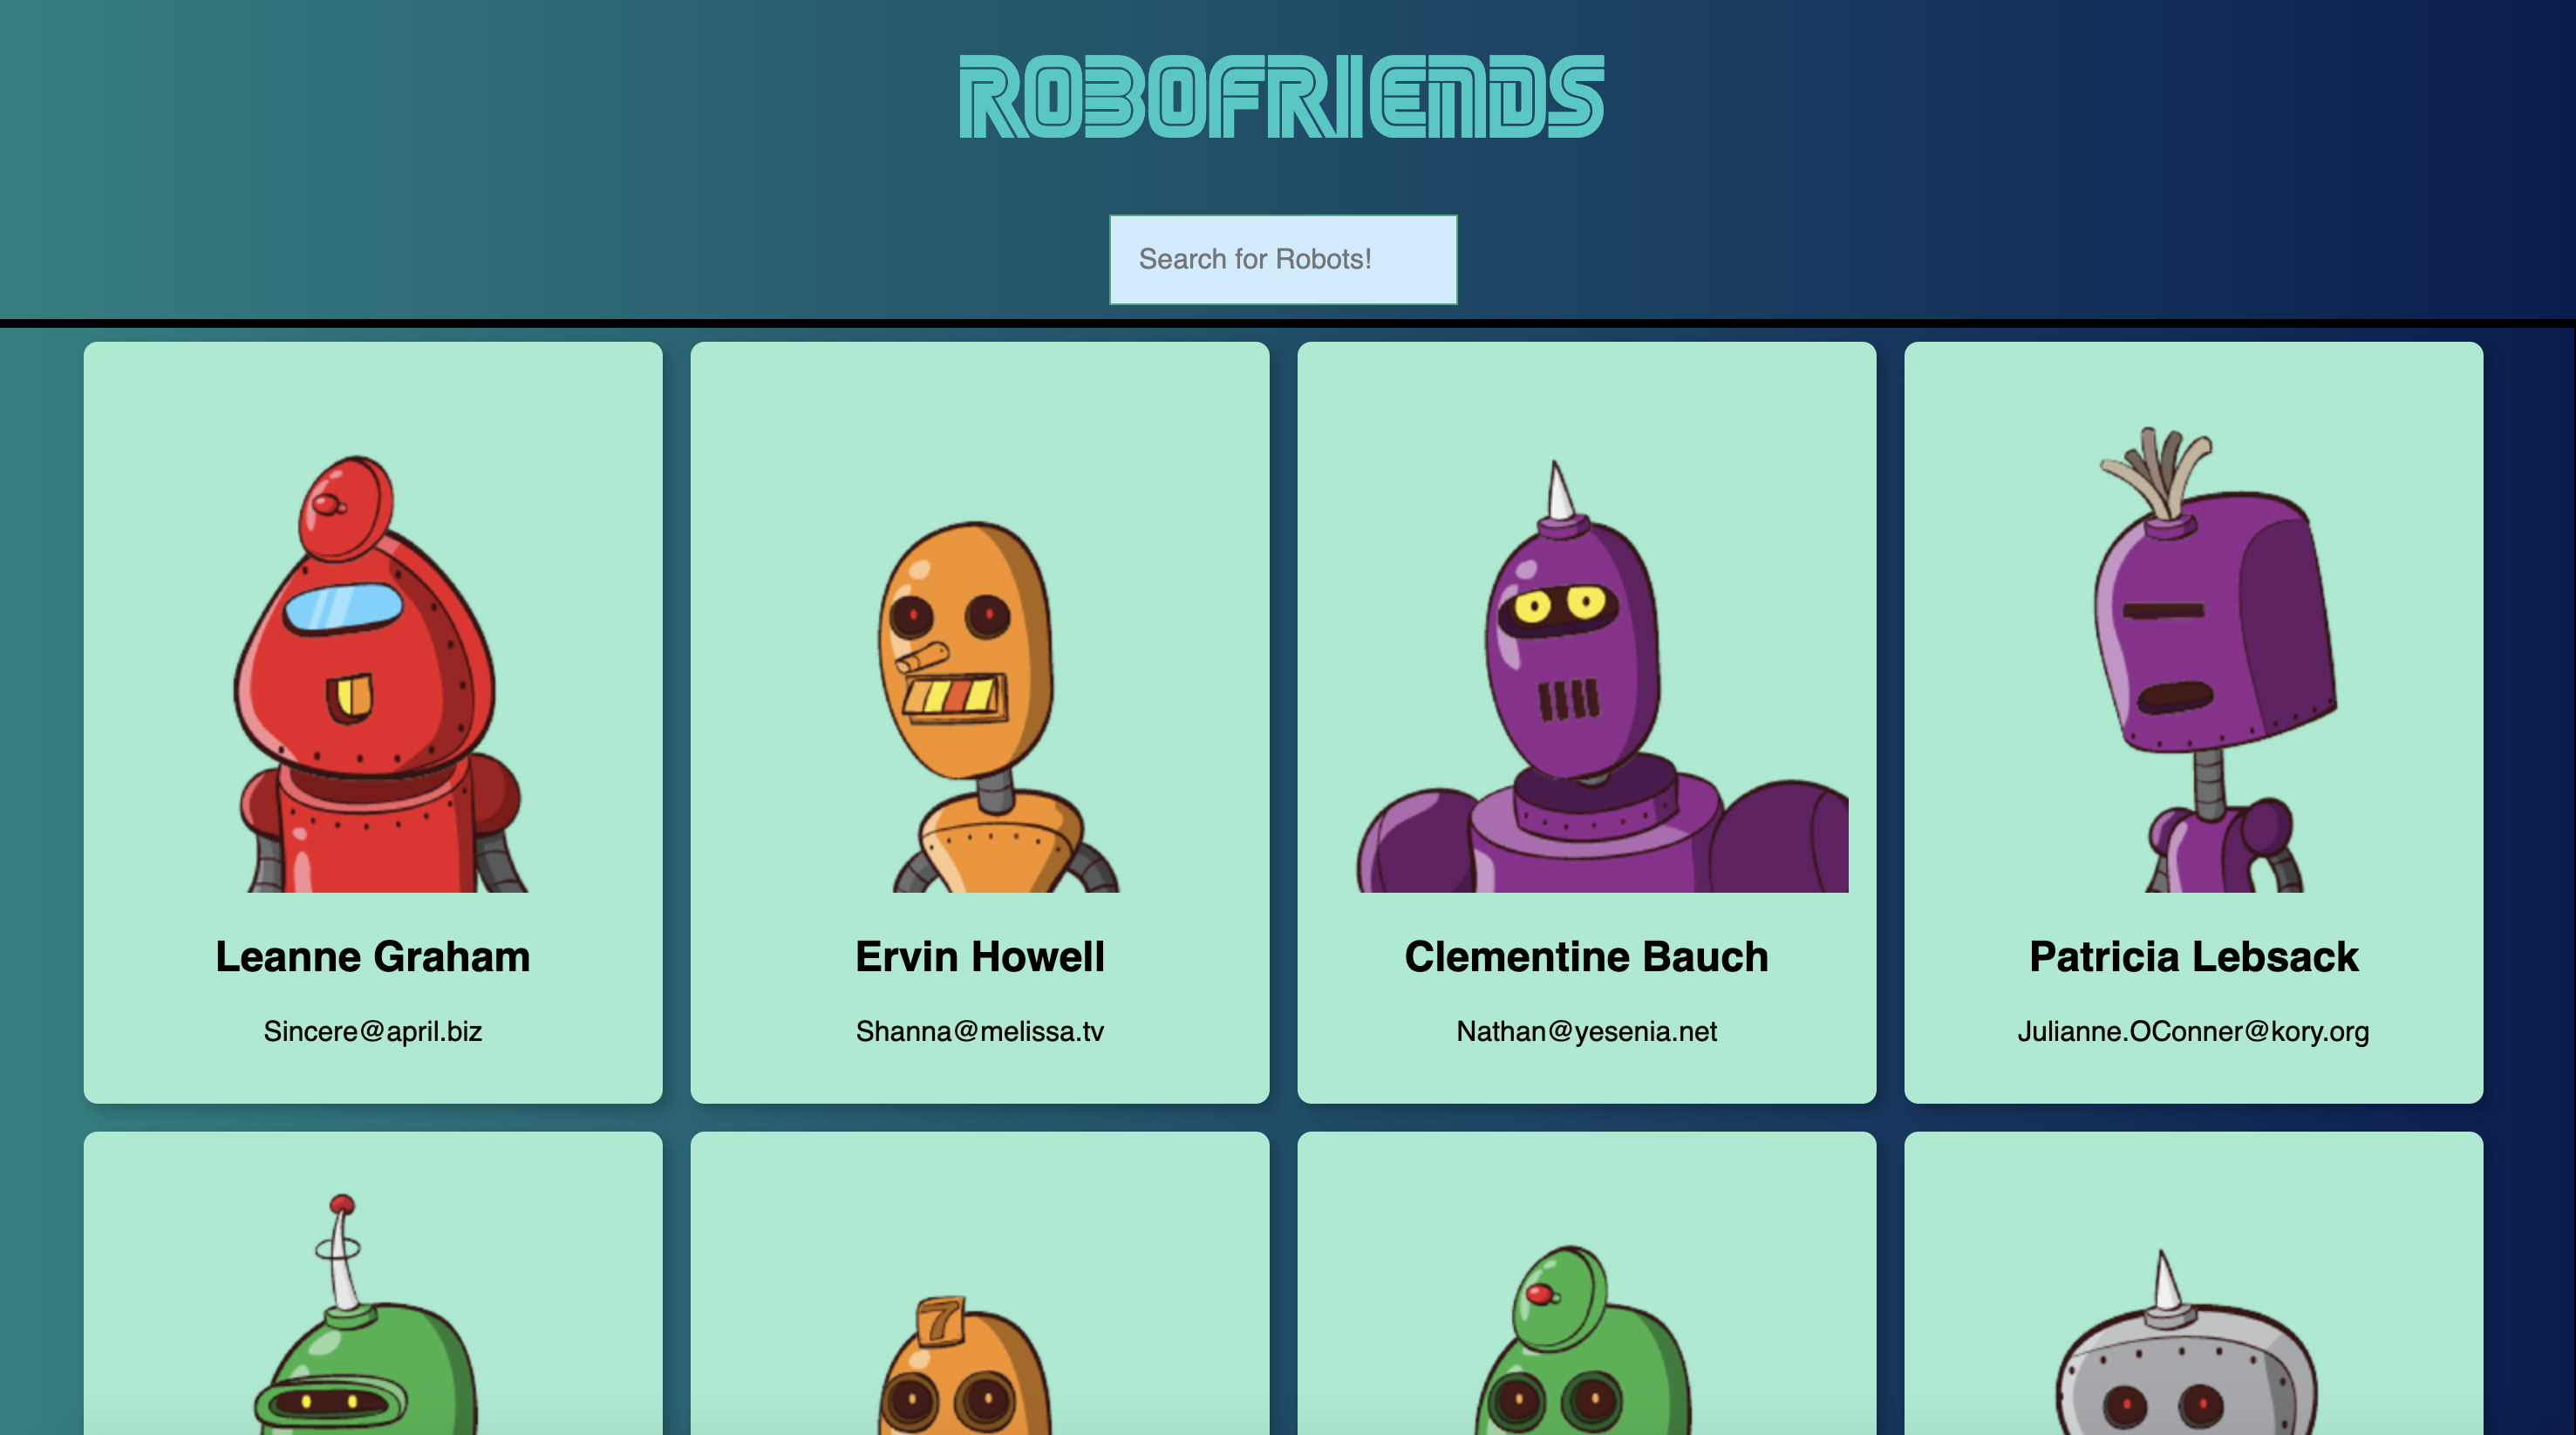 ROBOFRIENDS
Search for Robots!
Leanne Graham
Sincere@april.biz
Ervin Howell
Shanna@melissa.tv
Clementine Bauch
Nathan@yesenia.net
Patricia Lebsack
Julianne.OConner@kory.org
7